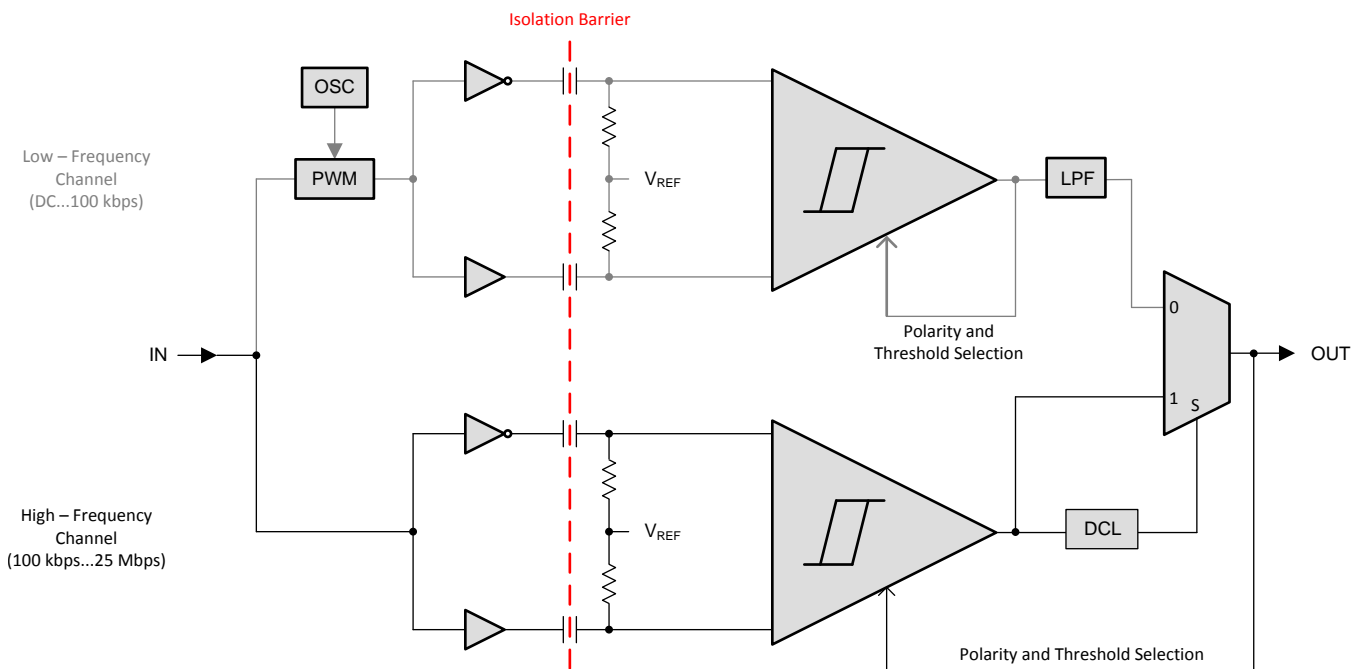 Isolation Barrier
OSC
Low – Frequency
Channel
(DC...100 kbps)
PWM
VREF
LPF
0
Polarity and
Threshold Selection
IN
OUT
1
S
High – Frequency
Channel
(100 kbps...25 Mbps)
VREF
DCL
Polarity and Threshold Selection